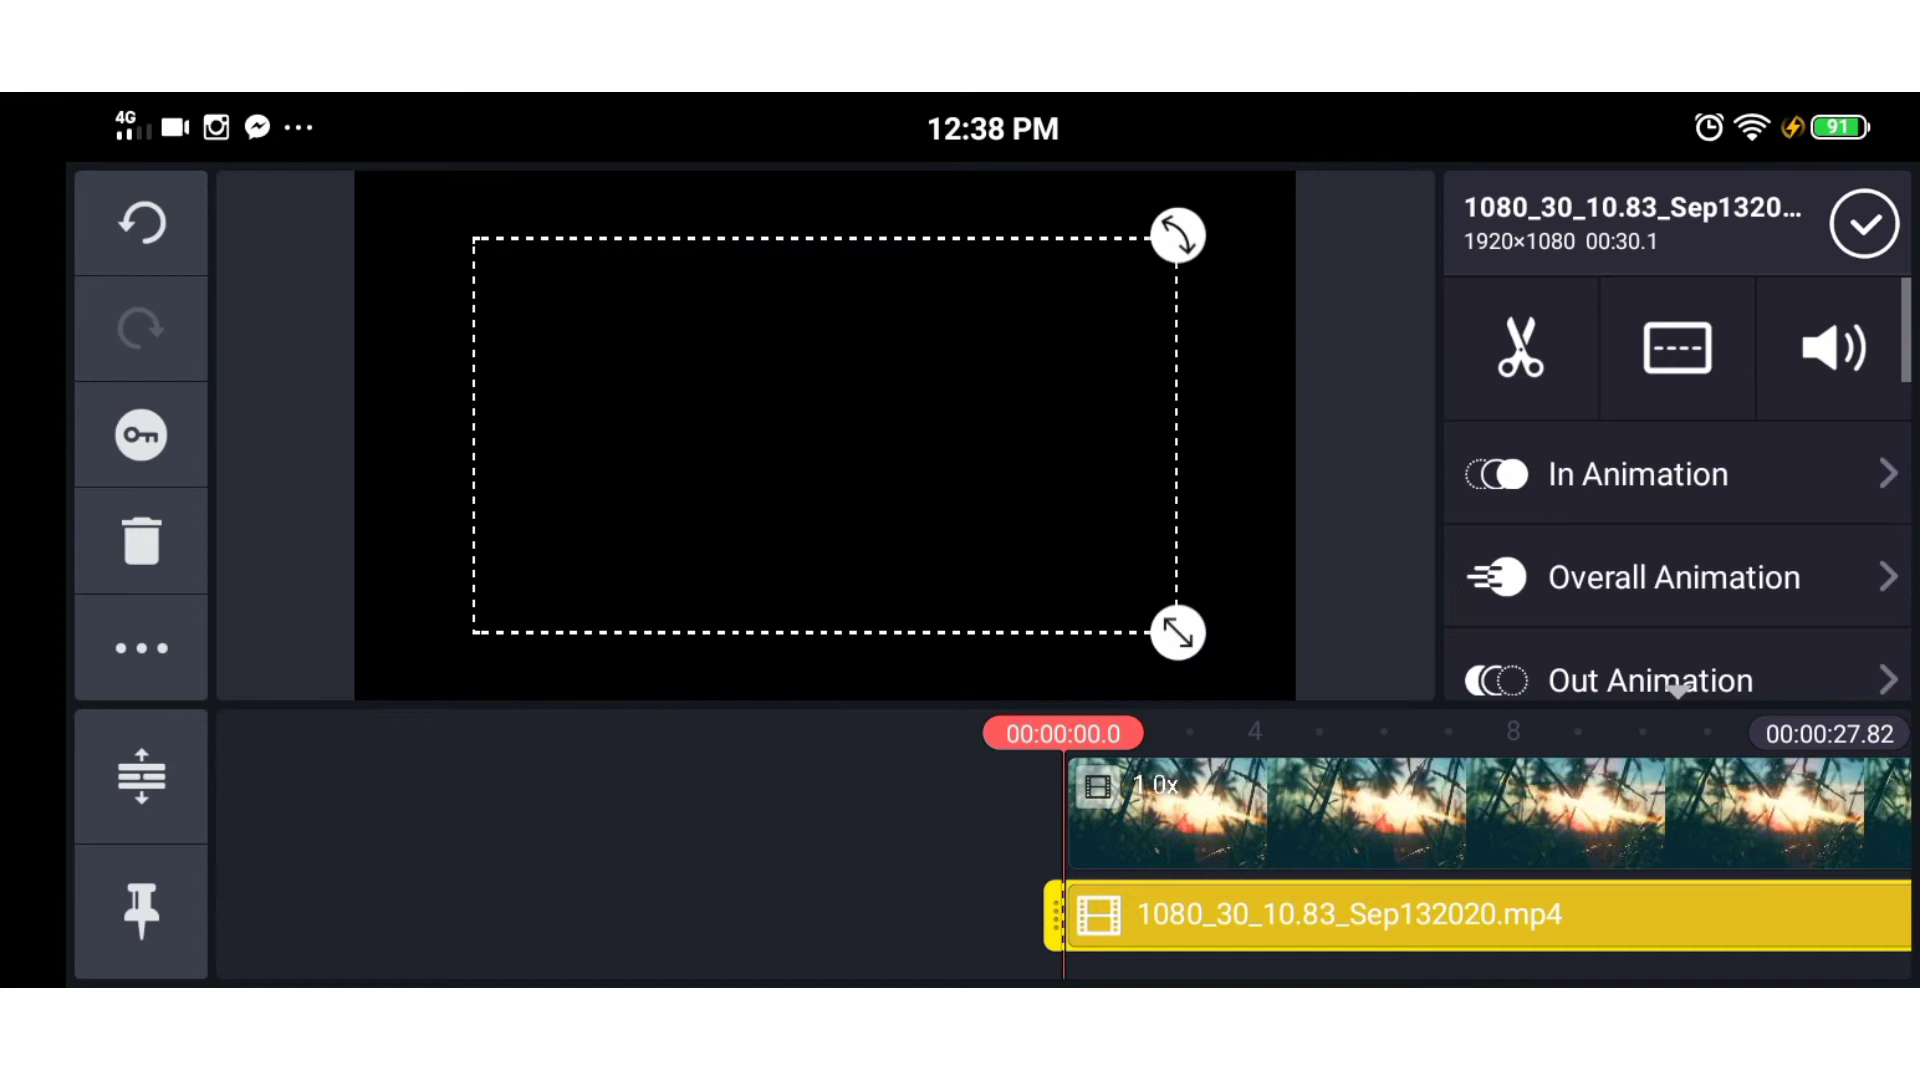 4G
12:38 PM
91
1080_30_10.83_Sep1320...
1920×1080 00:30.1
In Animation
Overall Animation
Out Animation
00:00:00.0
4
8
00:00:27.82
1.0x
1080_30_10.83_Sep132020.mp4